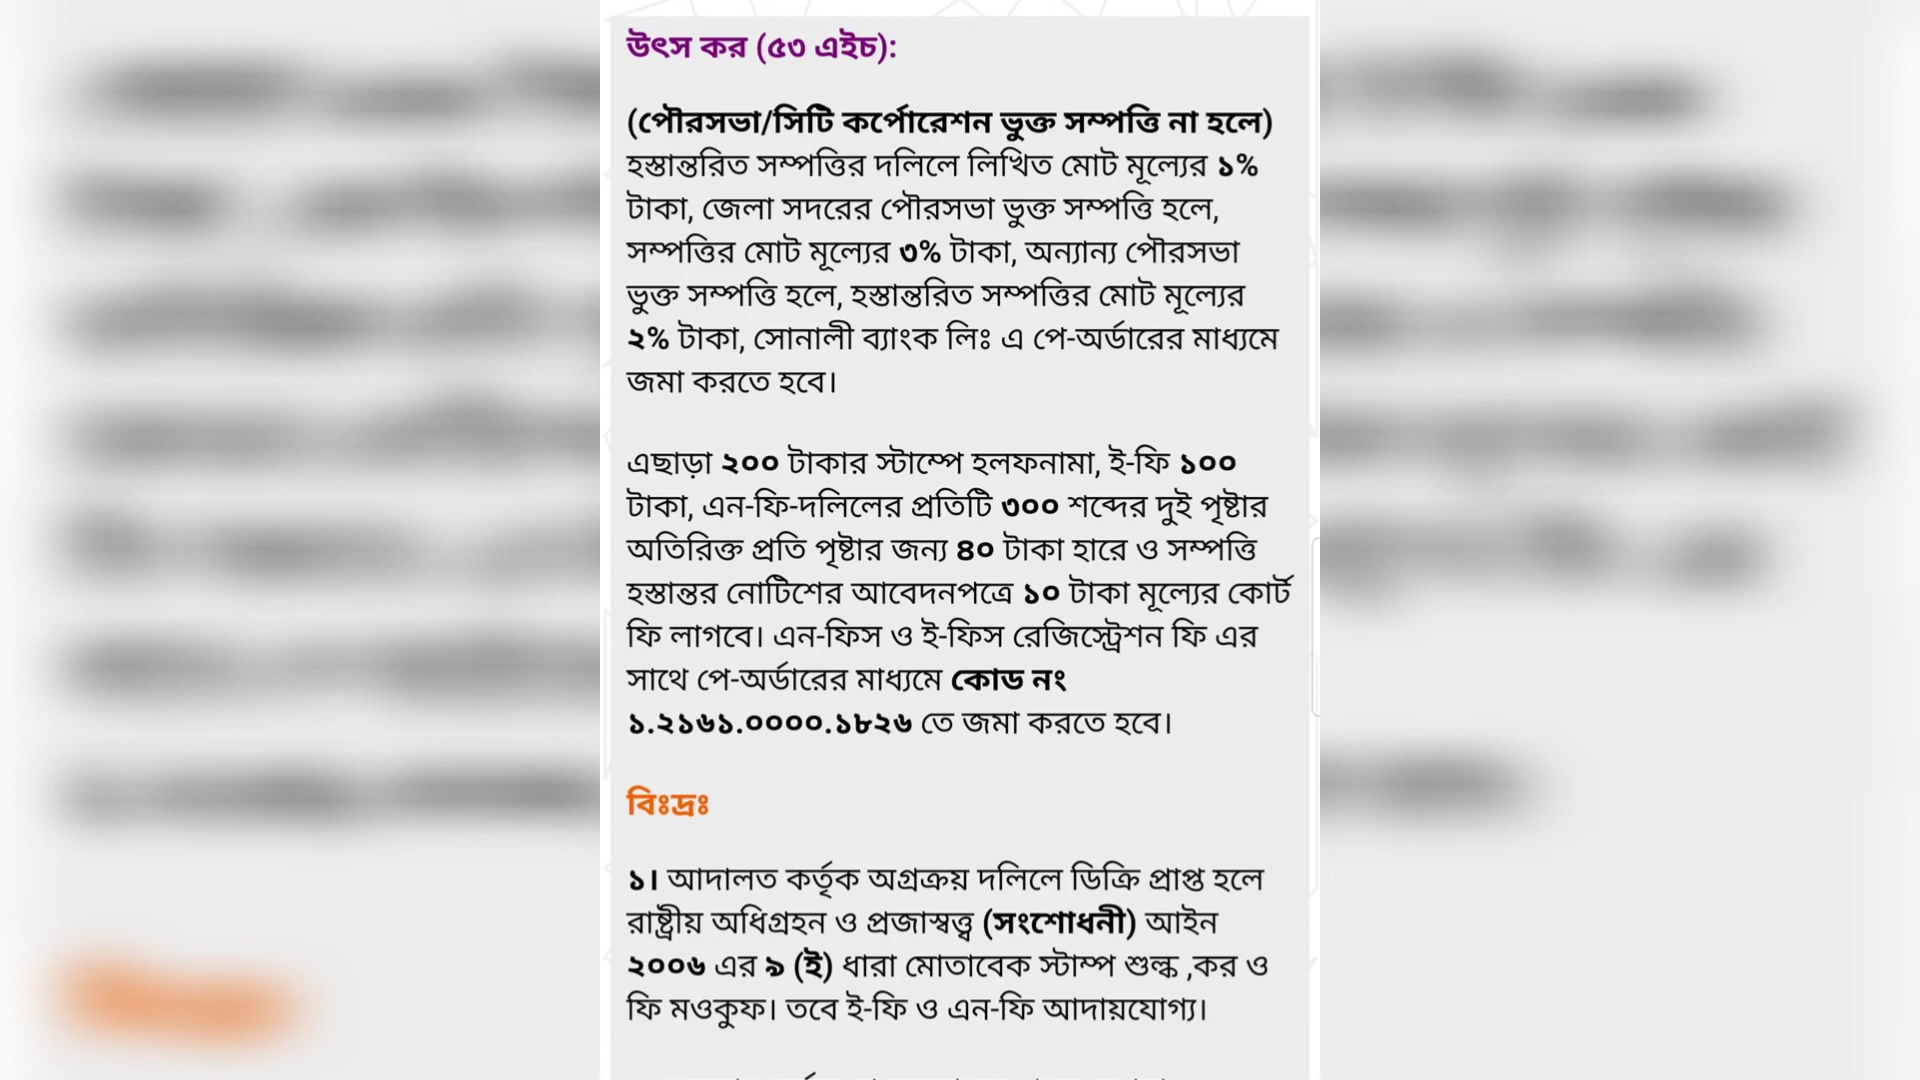 উৎস কর (৫৩ এইচ):
(পৌরসভা/সিটি কর্পোরেশন ভুক্ত সম্পত্তি না হলে)
হস্তান্তরিত সম্পত্তির দলিলে লিখিত মোট মূল্যের ১%
টাকা, জেলা সদরের পৌরসভা ভুক্ত সম্পত্তি হলে,
সম্পত্তির মোট মূল্যের ৩% টাকা, অন্যান্য পৌরসভা
ভুক্ত সম্পত্তি হলে, হস্তান্তরিত সম্পত্তির মোট মূল্যের
২% টাকা, সোনালী ব্যাংক লিঃ এ পে-অর্ডারের মাধ্যমে
জমা করতে হবে।
এছাড়া ২০০ টাকার স্টাম্পে হলফনামা, ই-ফি ১০০
টাকা, এন-ফি-দলিলের প্রতিটি ৩০০ শব্দের দুই পৃষ্টার
অতিরিক্ত প্রতি পৃষ্টার জন্য ৪০ টাকা হারে ও সম্পত্তি
হস্তান্তর নোটিশের আবেদনপত্রে ১০ টাকা মূল্যের কোর্ট
ফি লাগবে। এন-ফিস ও ই-ফিস রেজিস্ট্রেশন ফি এর
সাথে পে-অর্ডারের মাধ্যমে কোড নং
১.২১৬১.০০০০.১৮২৬ তে জমা করতে হবে।
বিঃদ্রঃ
১। আদালত কর্তৃক অগ্রক্রয় দলিলে ডিক্রি প্রাপ্ত হলে
রাষ্ট্রীয় অধিগ্রহন ও প্রজাস্বত্ত্ব (সংশোধনী) আইন
২০০৬ এর ৯ (ই) ধারা মোতাবেক স্টাম্প শুল্ক ,কর ও
ফি মওকুফ। তবে ই-ফি ও এন-ফি আদায়যোগ্য।